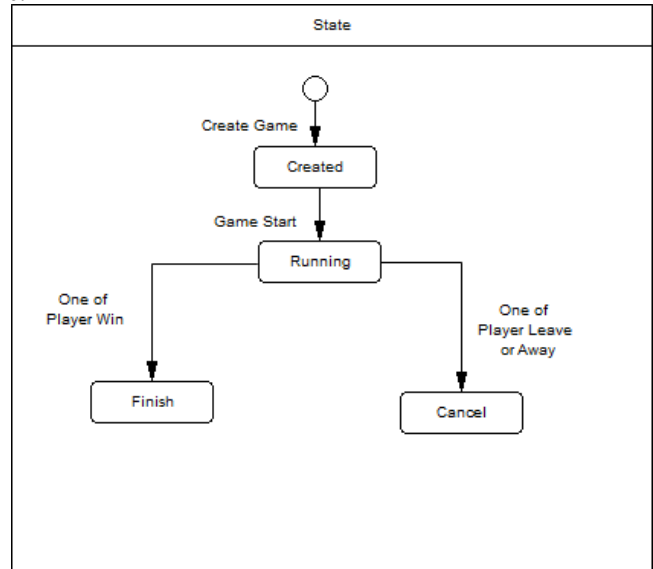 State
Create Game
Created
Game Start
Running
One of
Player Win
One of
Player Leave
or Away
Finish
Cancel